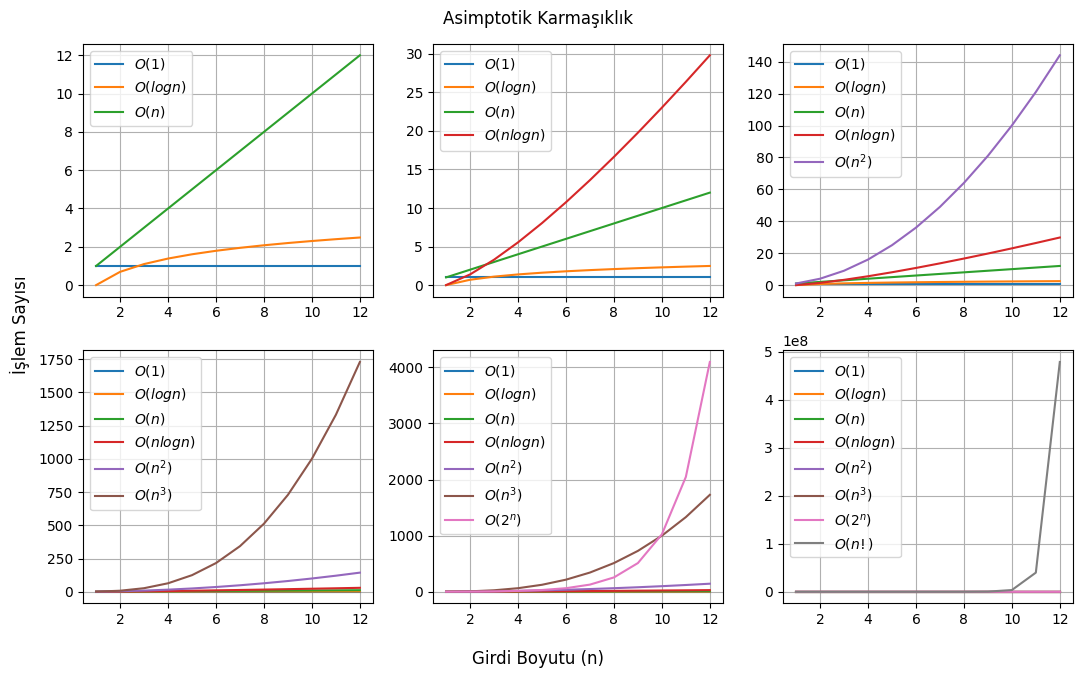 Asimptotik Karmaşıklık
12
10
8
6
4
2
0
O(1)
O(logn)
O(n)
2 4 6 8 10 12
30
25
20
15
10
5
0
O(1)
O(logn)
O(n)
O(nlogn)
2 4 6 8 10 12
140
120
100
80
60
40
20
0
O(1)
O(logn)
O(n)
O(nlogn)
O(n²)
2 4 6 8 10 12
İşlem Sayısı
1750
1500
1250
1000
750
500
250
0
O(1)
O(logn)
O(n)
O(nlogn)
O(n²)
O(n³)
2 4 6 8 10 12
4000
3000
2000
1000
0
O(1)
O(logn)
O(n)
O(nlogn)
O(n²)
O(n³)
O(2ⁿ)
2 4 6 8 10 12
1e8
5
4
3
2
1
0
O(1)
O(logn)
O(n)
O(nlogn)
O(n²)
O(n³)
O(2ⁿ)
O(n!)
2 4 6 8 10 12
Girdi Boyutu (n)